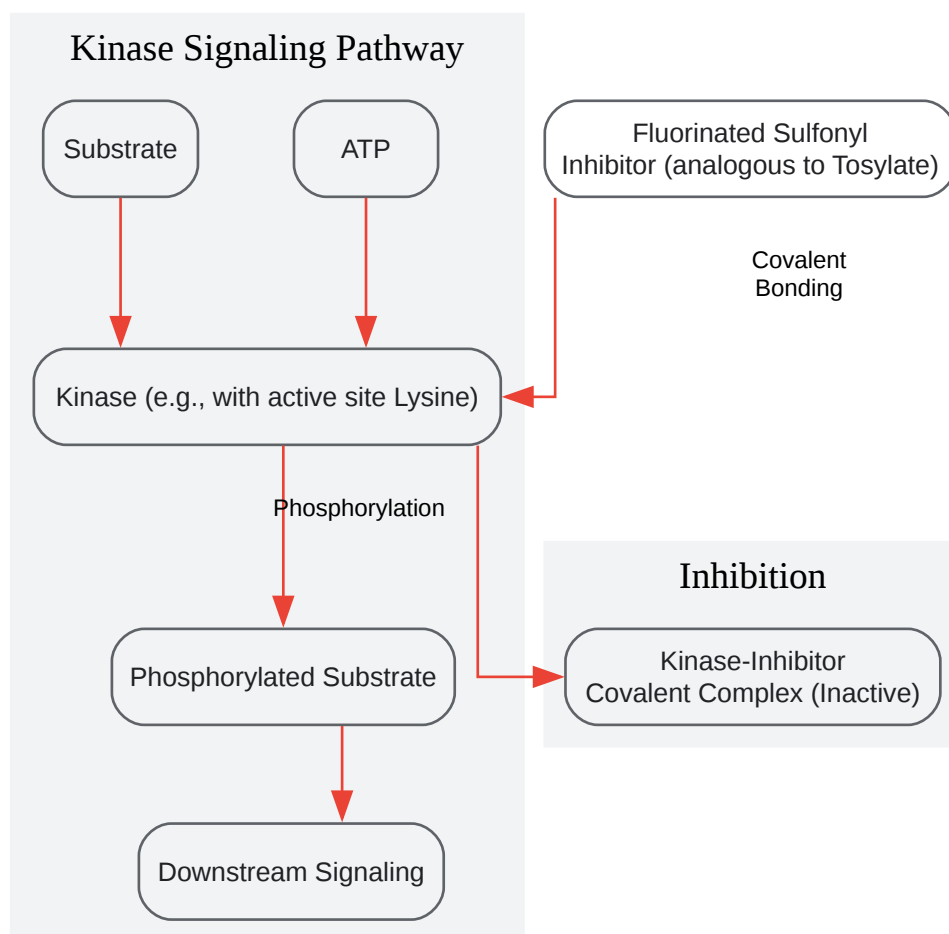 Kinase Signaling Pathway
Substrate
ATP
Fluorinated Sulfonyl
Inhibitor (analogous to Tosylate)
Covalent
Bonding
Kinase (e.g., with active site Lysine)
Phosphorylation
Inhibition
Phosphorylated Substrate
Kinase-Inhibitor
Covalent Complex (Inactive)
Downstream Signaling